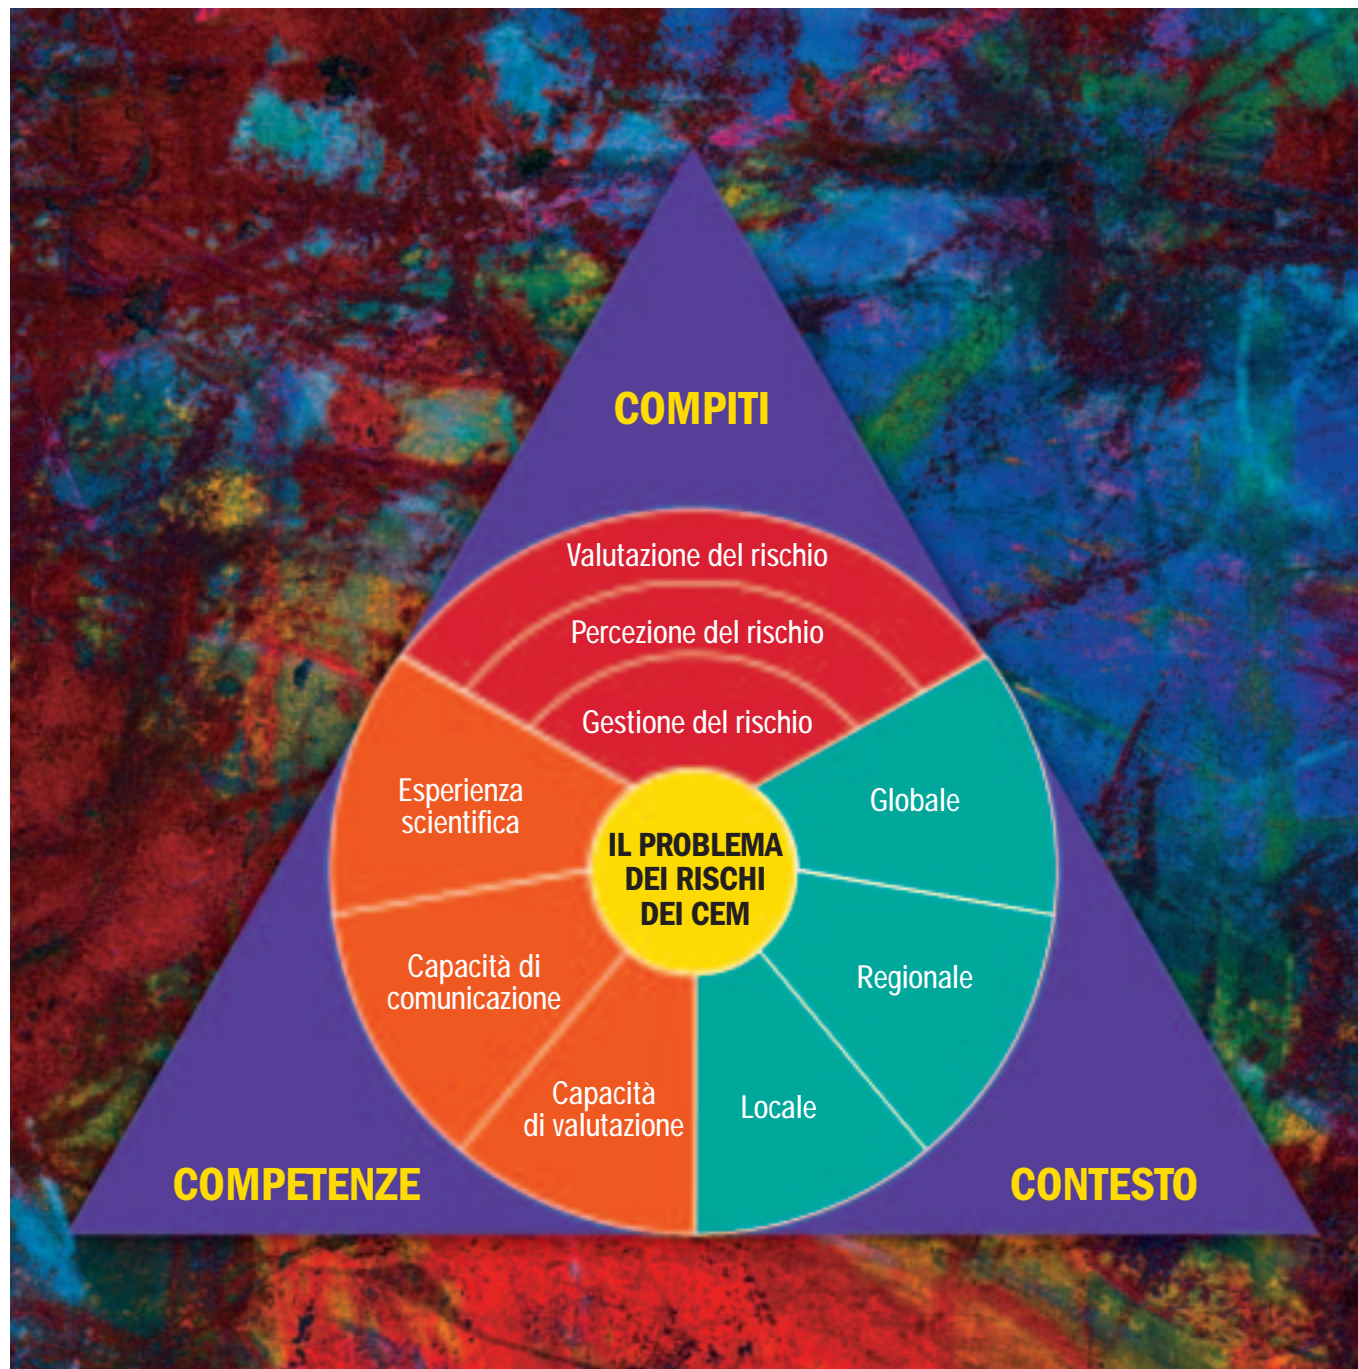 COMPITI
Valutazione del rischio
Percezione del rischio
Gestione del rischio
Esperienza
scientifica
Globale
IL PROBLEMA
DEI RISCHI
DEI CEM
Capacità di
comunicazione
Regionale
Capacità
di valutazione
Locale
COMPETENZE
CONTESTO